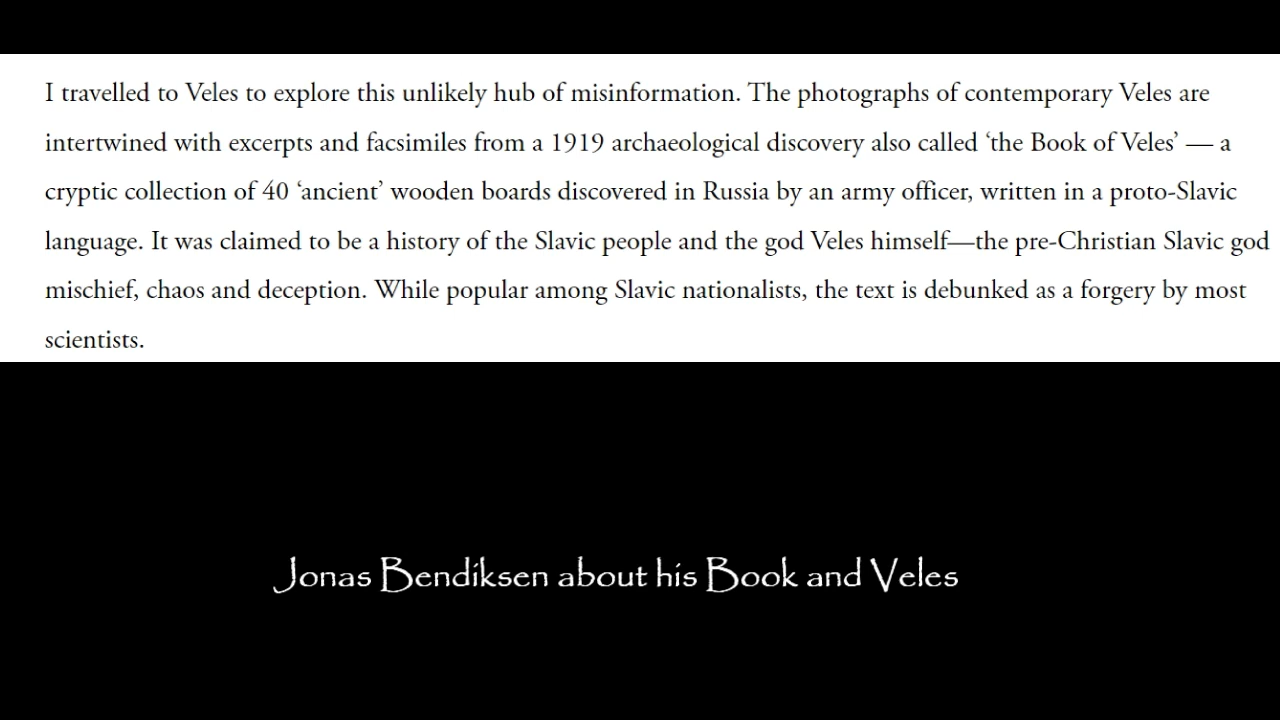 I travelled to Veles to explore this unlikely hub of misinformation. The photographs of contemporary Veles are
intertwined with excerpts and facsimiles from a 1919 archaeological discovery also called ‘the Book of Veles’ — a
cryptic collection of 40 ‘ancient’ wooden boards discovered in Russia by an army officer, written in a proto-Slavic
language. It was claimed to be a history of the Slavic people and the god Veles himself—the pre-Christian Slavic god
mischief, chaos and deception. While popular among Slavic nationalists, the text is debunked as a forgery by most
scientists.
Jonas Bendiksen about his Book and Veles